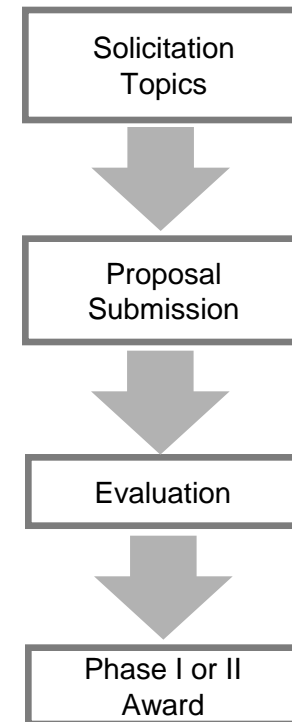 Solicitation
Topics
Proposal
Submission
Evaluation
Phase I or II
Award